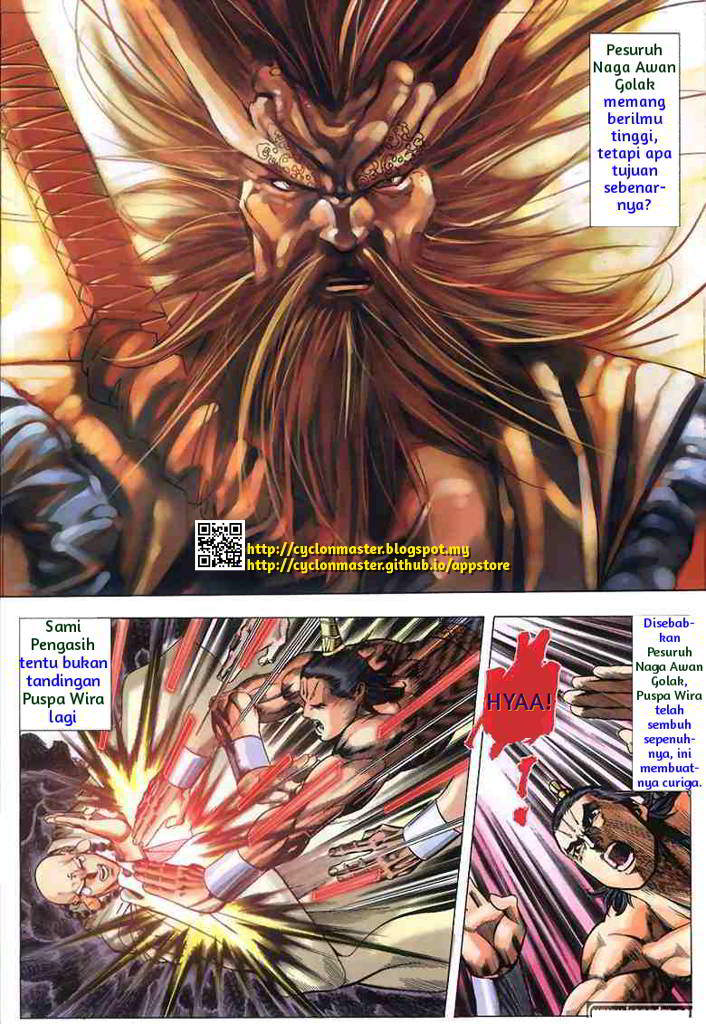 Pesuruh
Naga Awan
Golak
memang
berilmu
tinggi,
tetapi apa
tujuan
sebenar-
nya?
http://cyclonmaster.blogspot.my
http://cyclonmaster.github.io/appstore
Sami
Pengasih
tentu bukan
tandingan
Puspa Wira
lagi
HYAA!
!
Disebab-
kan
Pesuruh
Naga Awan
Golak,
Puspa Wira
telah
sembuh
sepenuh-
nya, ini
membuat-
nya curiga.